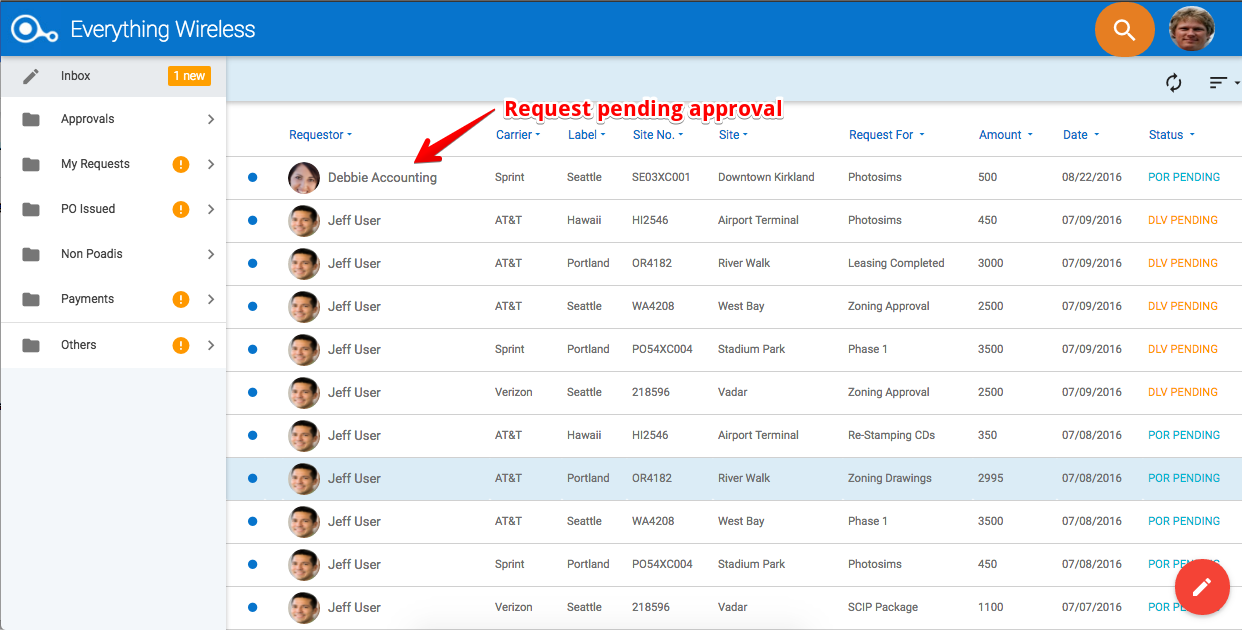 Everything Wireless
Inbox 1 new
Approvals
My Requests
PO Issued
Non Poadis
Payments
Others
Request pending approval
Requestor Carrier Label Site No. Site Request For Amount Date Status
Debbie Accounting Sprint Seattle SE03XC001 Downtown Kirkland Photosims 500 08/22/2016 POR PENDING
Jeff User AT&T Hawaii HI2546 Airport Terminal Photosims 450 07/09/2016 DLV PENDING
Jeff User AT&T Portland OR4182 River Walk Leasing Completed 3000 07/09/2016 DLV PENDING
Jeff User AT&T Seattle WA4208 West Bay Zoning Approval 2500 07/09/2016 DLV PENDING
Jeff User Sprint Portland PO54XC004 Stadium Park Phase 1 3500 07/09/2016 DLV PENDING
Jeff User Verizon Seattle 218596 Vadar Zoning Approval 2500 07/09/2016 DLV PENDING
Jeff User AT&T Hawaii HI2546 Airport Terminal Re-Stamping CDs 350 07/08/2016 POR PENDING
Jeff User AT&T Portland OR4182 River Walk Zoning Drawings 2995 07/08/2016 POR PENDING
Jeff User AT&T Seattle WA4208 West Bay Phase 1 3500 07/08/2016 POR PENDING
Jeff User Sprint Portland PO54XC004 Stadium Park Photosims 450 07/08/2016 POR
Jeff User Verizon Seattle 218596 Vadar SCIP Package 1100 07/07/2016 POR